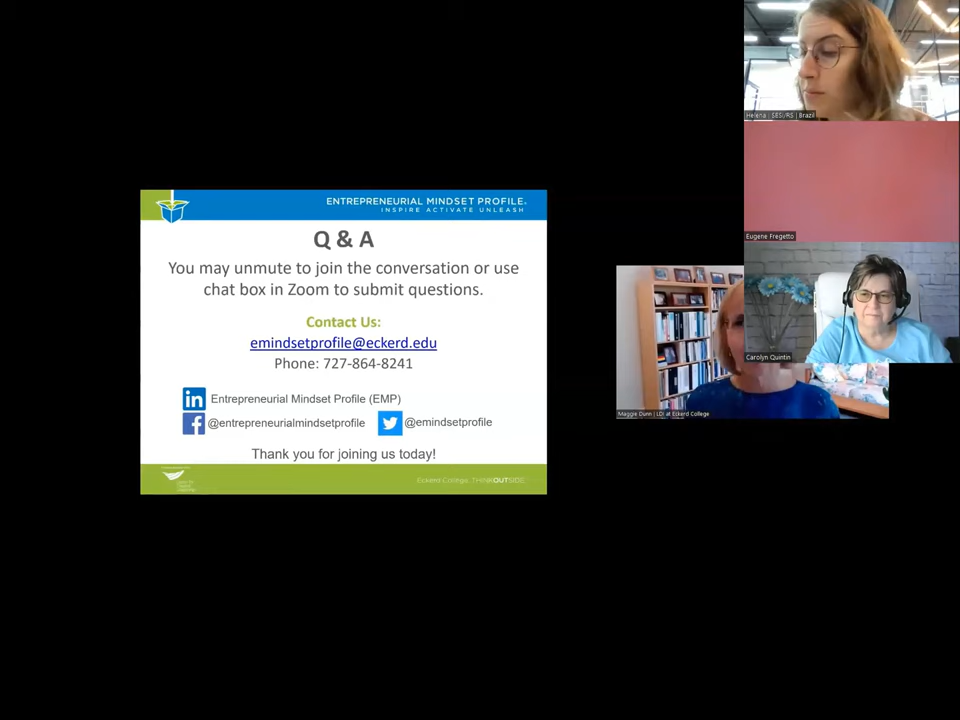 ENTREPRENEURIAL MINDSET PROFILE.
INSPIRE ACTIVATE UNLEASH
Q & A
You may unmute to join the conversation or use
chat box in Zoom to submit questions.
Contact Us:
emindsetprofile@eckerd.edu
Phone: 727-864-8241
in Entrepreneurial Mindset Profile (EMP)
f @entrepreneurialmindsetprofile
@emindsetprofile
Thank you for joining us today!
Eckerd College. THINKOUTSIDE.
Helena | SESI/RS | Brazil
Eugene Fregetto
Carolyn Quintin
Maggie Dunn | LDI at Eckerd College